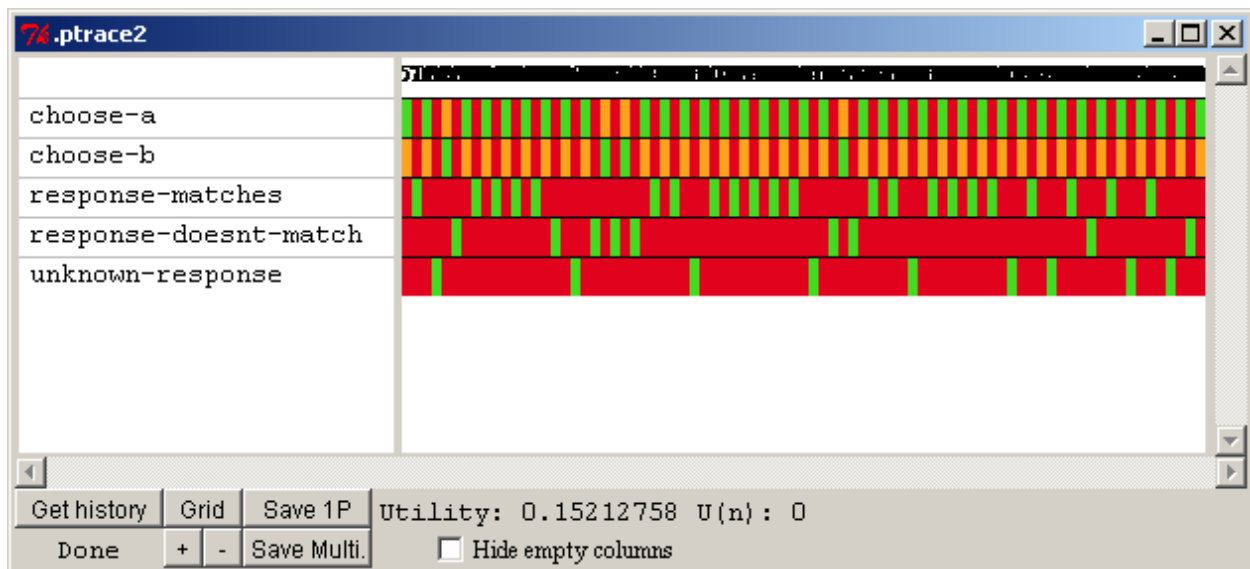 .ptrace2
choose-a
choose-b
response-matches
response-doesnt-match
unknown-response
Get history Grid Save 1P Utility: 0.15212758 U(n): 0
Done + - Save Multi. Hide empty columns